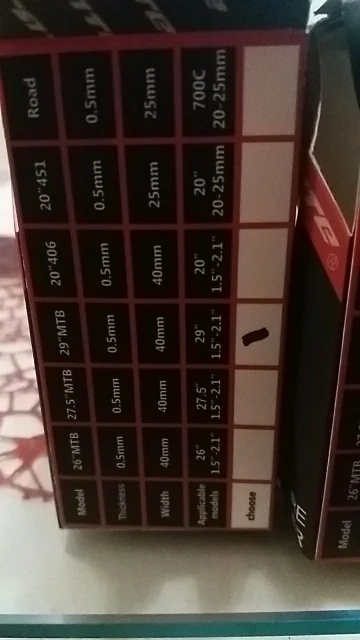 Model 26"MTB 27.5"MTB 29"MTB 20"406 20"451 Road
Thickness 0.5mm 0.5mm 0.5mm 0.5mm 0.5mm 0.5mm
Width 40mm 40mm 40mm 40mm 25mm 25mm
Applicable 26" 27.5" 29" 20" 20" 700C
models 1.5"-2.1" 1.5"-2.1" 1.5"-2.1" 1.5"-2.1" 20-25mm 20-25mm
choose
Model 26"MTB